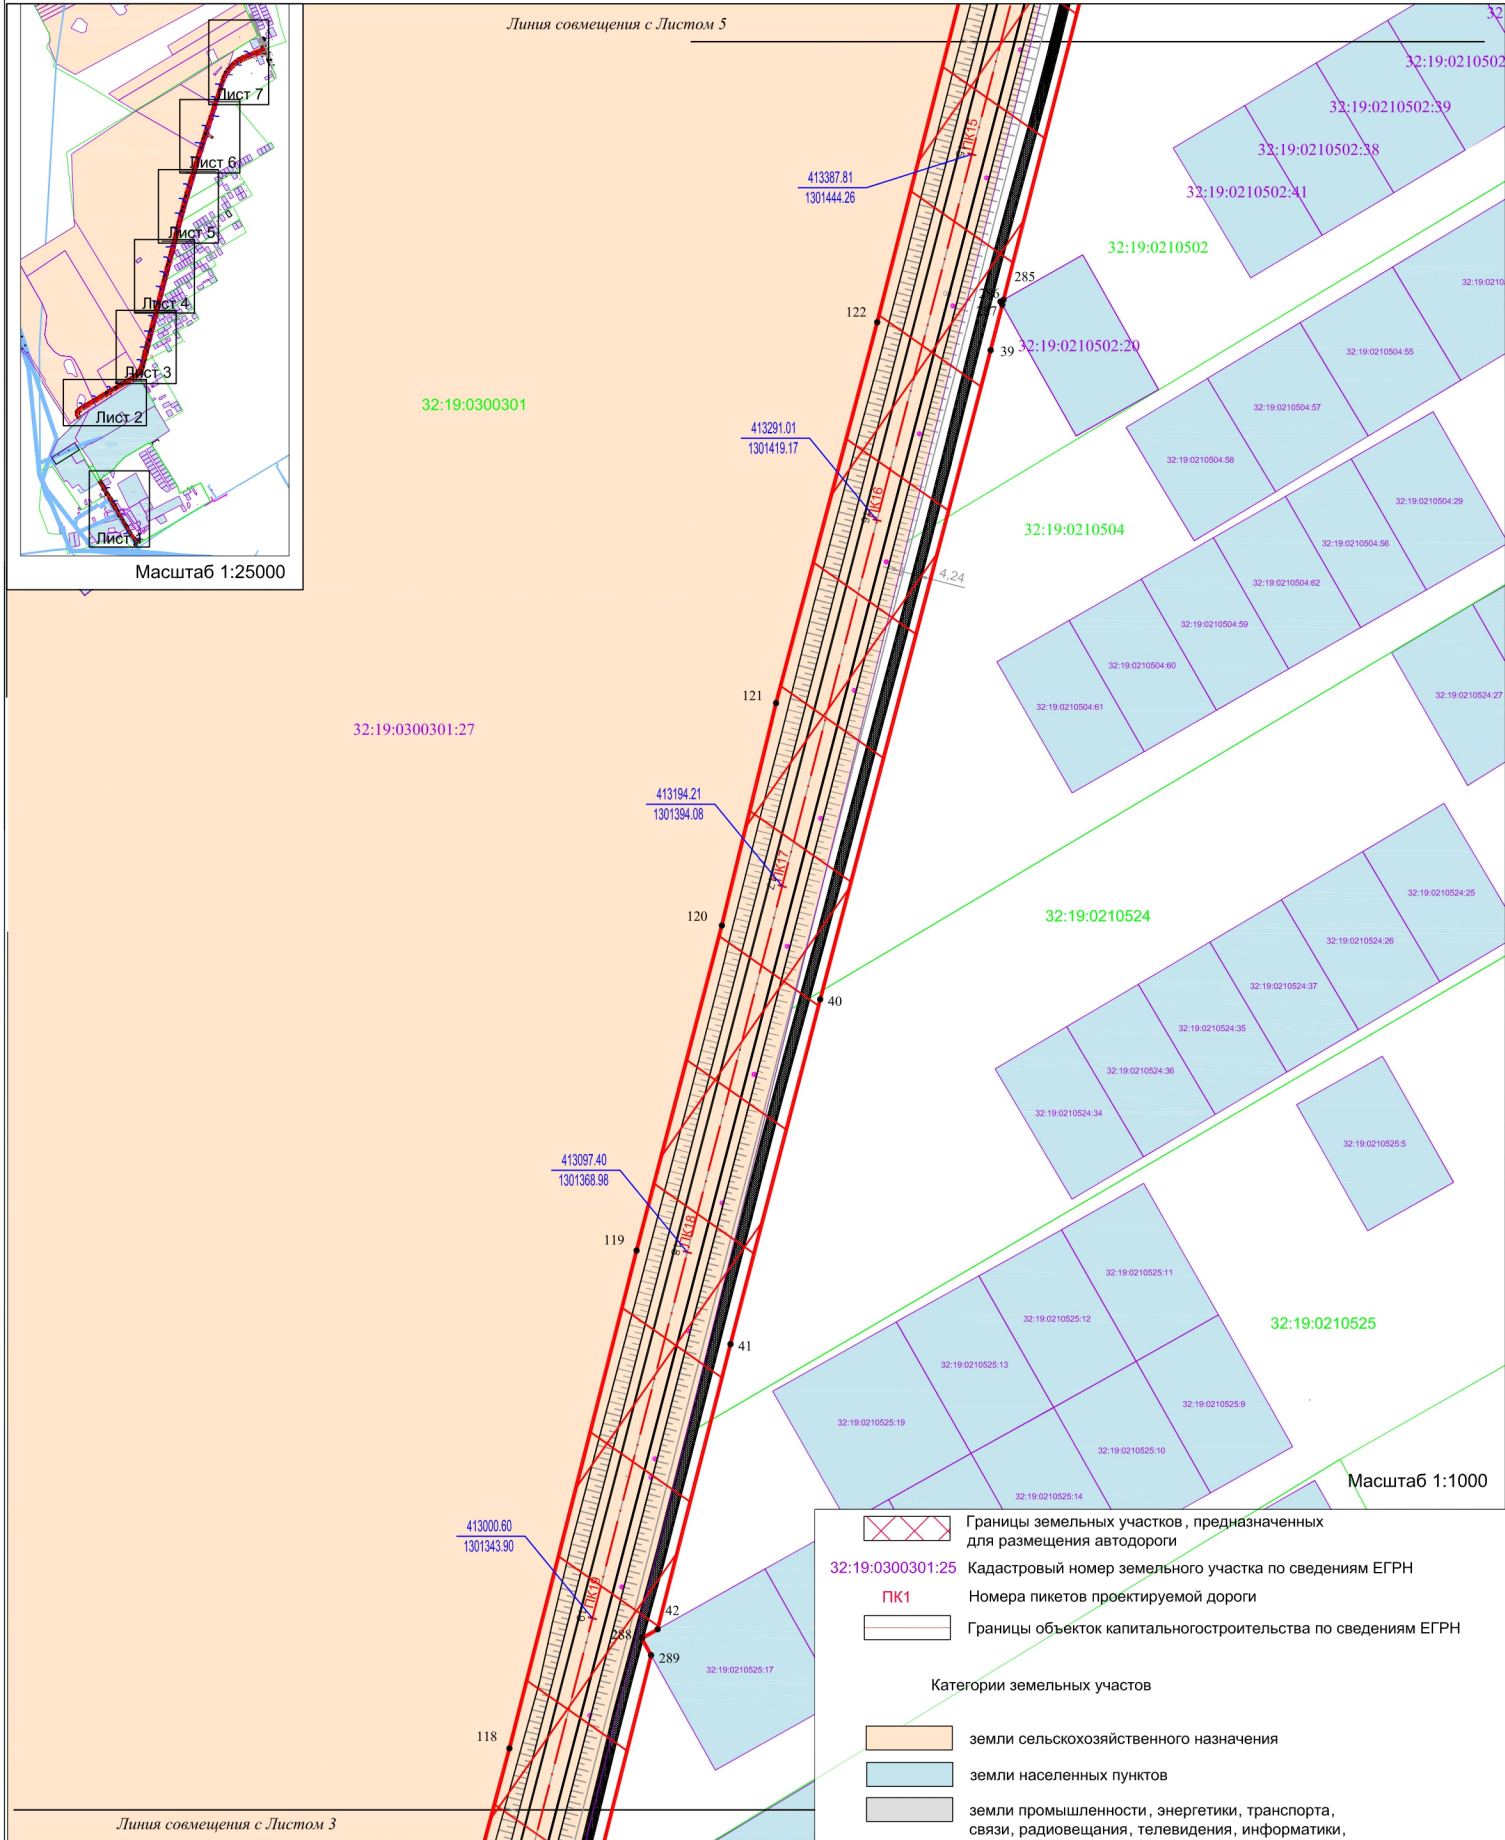 Линия совмещения с Листом 5
Лист 7
Лист 6
Лист 5
Лист 4
Лист 3
Лист 2
Лист 1
Масштаб 1:25000
32:19:0210502
32:19:0210502:39
32:19:0210502:38
32:19:0210502:41
32:19:0210502
ПК15
413387.81
1301444.26
285
122
39
32:19:0210502:20
32:19:0210504:55
32:19:0210504:57
32:19:0210504:58
32:19:0300301
413291.01
1301419.17
ПК16
32:19:0210504
32:19:0210504:29
32:19:0210504:56
32:19:0210504:62
32:19:0210504:59
32:19:0210504:60
32:19:0210504:61
4,24
32:19:0210524:27
121
32:19:0300301:27
413194.21
1301394.08
ПК17
120
32:19:0210524
32:19:0210524:25
32:19:0210524:26
32:19:0210524:37
32:19:0210524:35
32:19:0210524:36
32:19:0210524:34
40
32:19:0210525:5
413097.40
1301368.98
ПК18
119
41
32:19:0210525:11
32:19:0210525:12
32:19:0210525:13
32:19:0210525:19
32:19:0210525:9
32:19:0210525:10
32:19:0210525:14
32:19:0210525
413000.60
1301343.90
ПК19
42
288
289
32:19:0210525:17
118
Масштаб 1:1000
Границы земельных участков, предназначенных
для размещения автодороги
32:19:0300301:25 Кадастровый номер земельного участка по сведениям ЕГРН
ПК1 Номера пикетов проектируемой дороги
Границы объекток капитальногостроительства по сведениям ЕГРН
Категории земельных участов
земли сельскохозяйственного назначения
земли населенных пунктов
земли промышленности, энергетики, транспорта,
связи, радиовещания, телевидения, информатики,
Линия совмещения с Листом 3